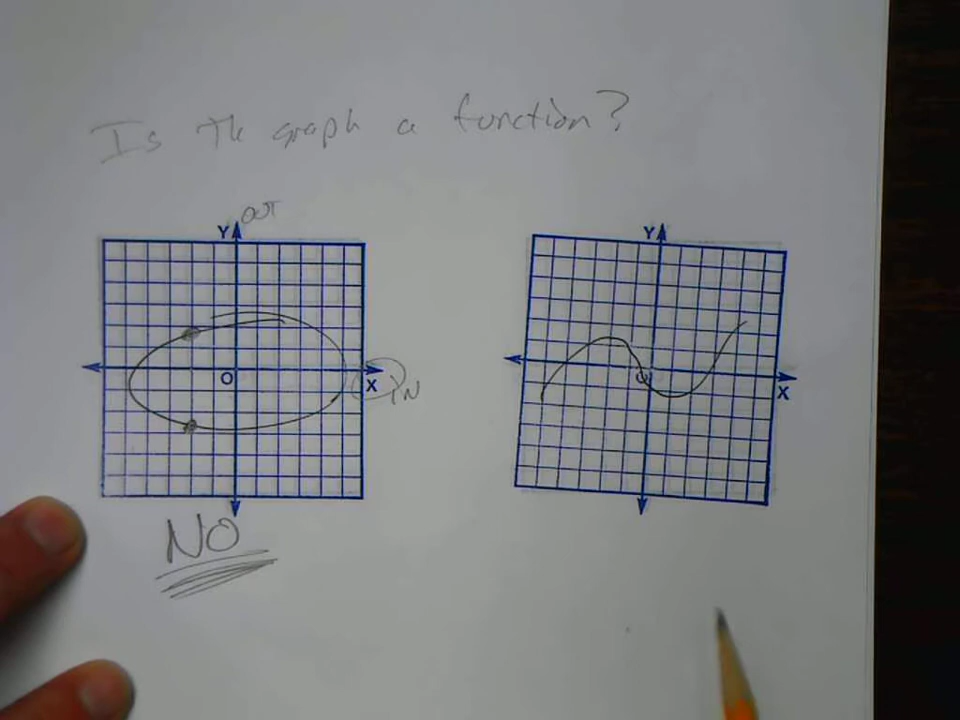 Is the graph a function?
OUT
Y
Y
O
X
IN
O
X
NO